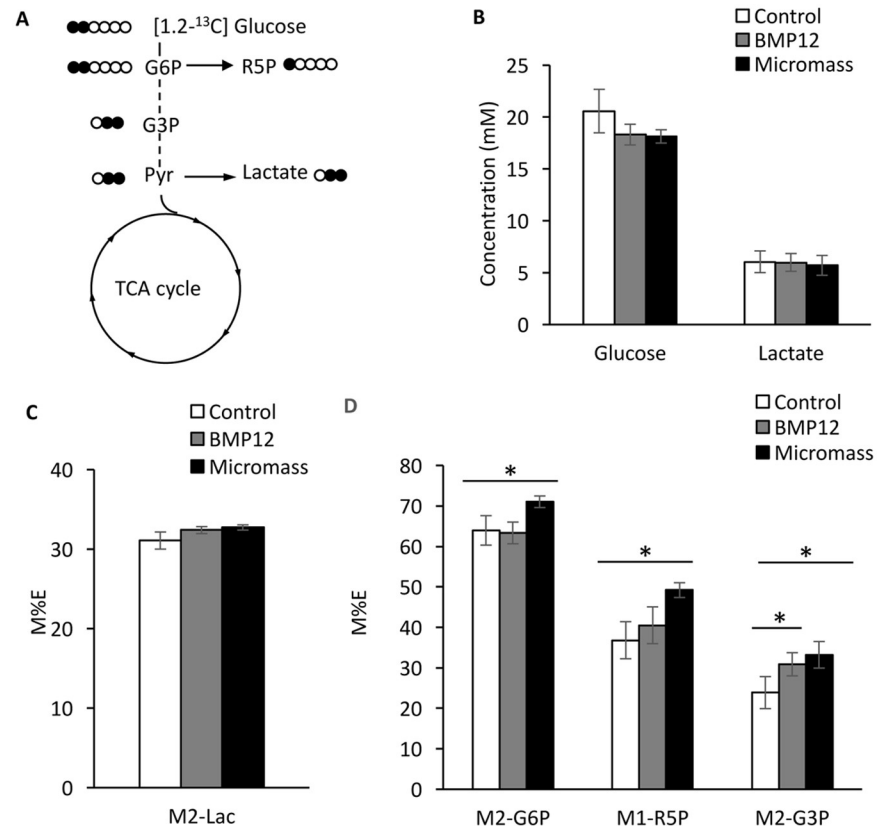 A
[1.2-¹³C] Glucose
G6P
R5P
G3P
Pyr
Lactate
TCA cycle
B
Control
BMP12
Micromass
Concentration (mM)
25
20
15
10
5
0
Glucose
Lactate
C
Control
BMP12
Micromass
M%E
40
30
20
10
0
M2-Lac
D
Control
BMP12
Micromass
M%E
80
70
60
50
40
30
20
10
0
*
*
*
*
M2-G6P
M1-R5P
M2-G3P